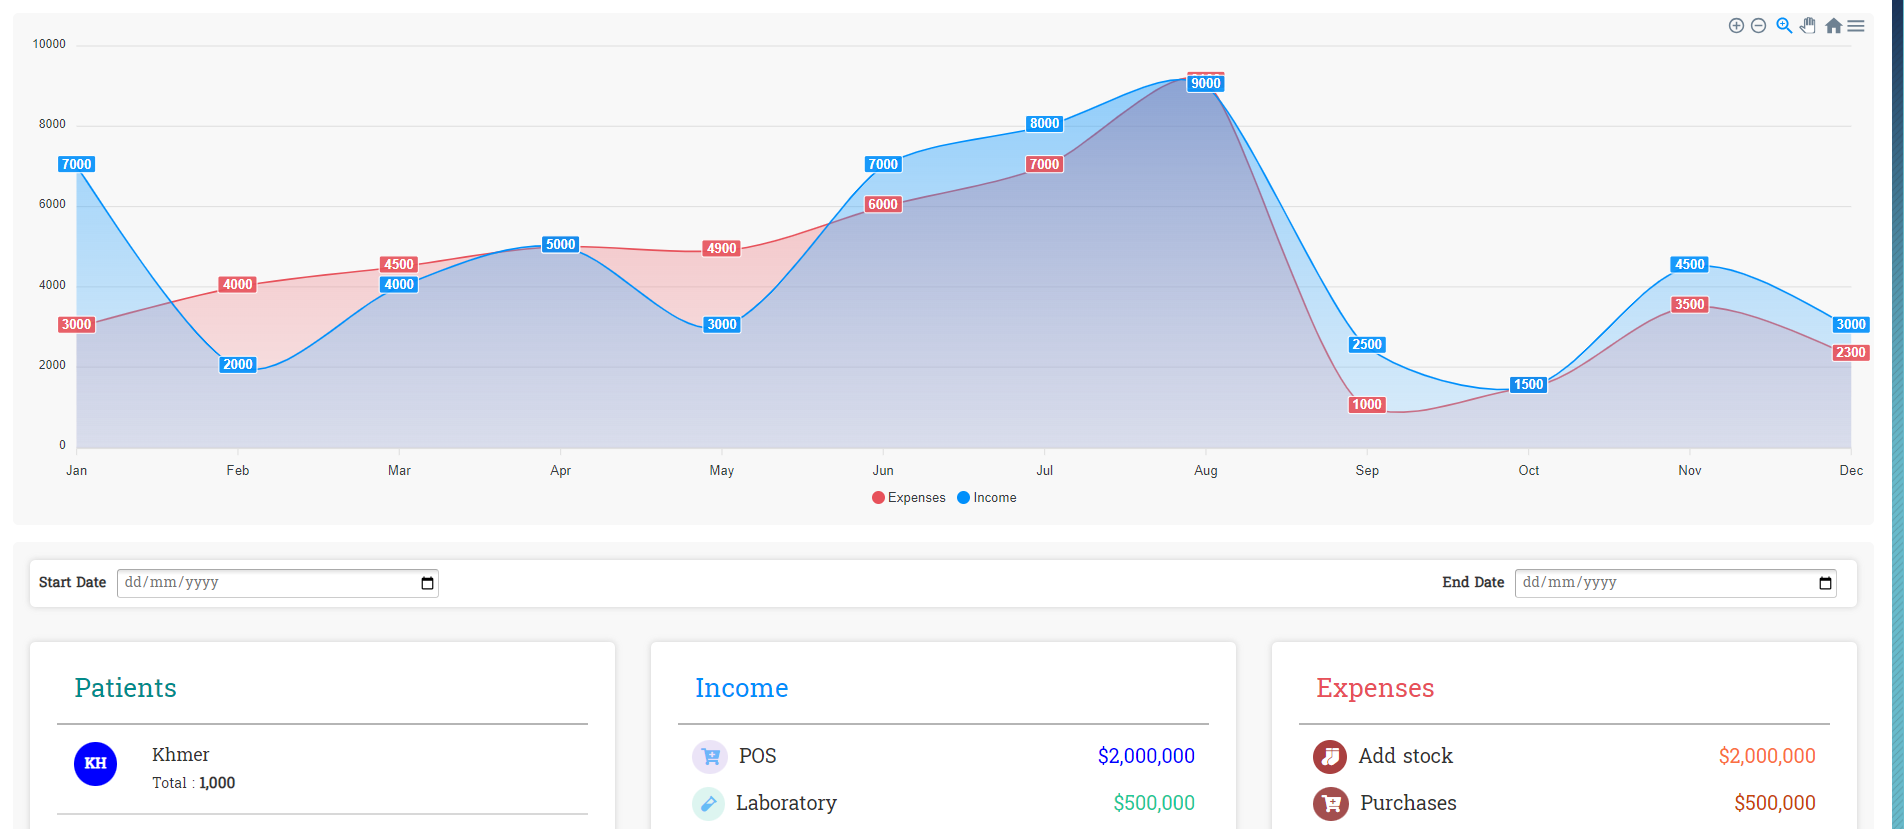 10000
8000
6000
4000
2000
0
7000
3000
4000
2000
4500
4000
5000
4900
3000
7000
6000
8000
7000
9000
2500
1000
1500
4500
3500
3000
2300
Jan Feb Mar Apr May Jun Jul Aug Sep Oct Nov Dec
Expenses Income
Start Date dd/mm/yyyy End Date dd/mm/yyyy
Patients
KH Khmer
Total : 1,000
Income
POS $2,000,000
Laboratory $500,000
Expenses
Add stock $2,000,000
Purchases $500,000